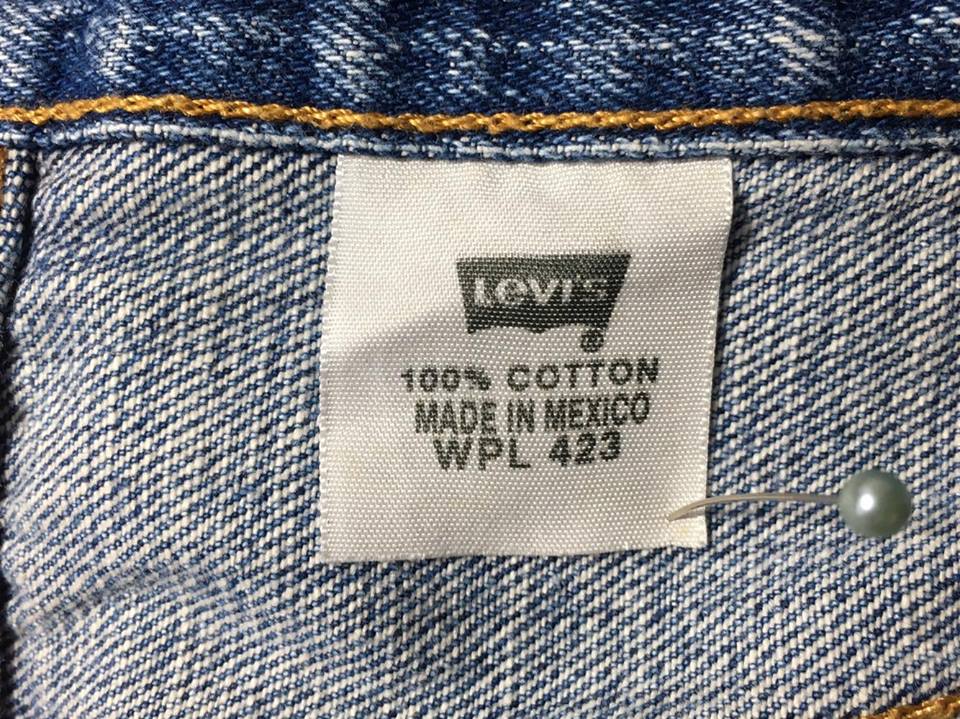 Levi's
®
100% COTTON
MADE IN MEXICO
WPL 423